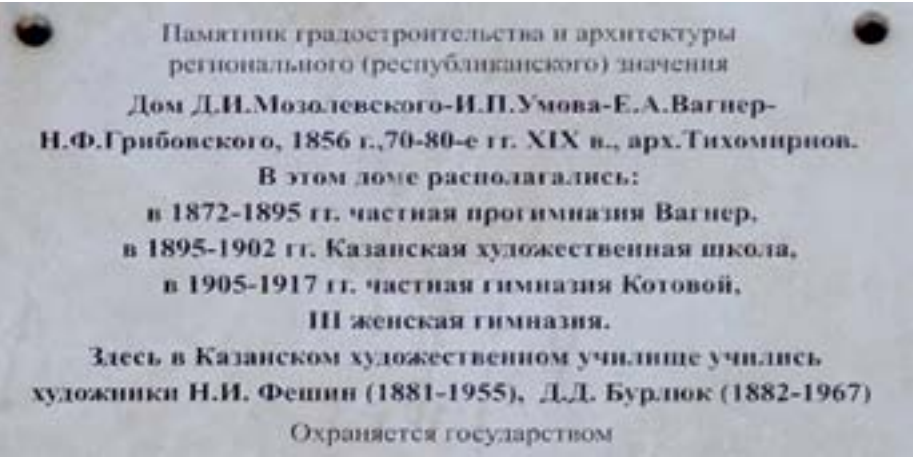 Памятник градостроительства и архитектуры
регионального (республиканского) значения
Дом Д.И.Мозолевского-И.П.Умова-Е.А.Вагнер-
Н.Ф.Грибовского, 1856 г.,70-80-е гг. XIX в., арх.Тихомирнов.
В этом доме располагались:
в 1872-1895 гг. частная прогимназия Вагнер,
в 1895-1902 гг. Казанская художественная школа,
в 1905-1917 гг. частная гимназия Котовой,
III женская гимназия.
Здесь в Казанском художественном училище учились
художники Н.И. Фешин (1881-1955), Д.Д. Бурлюк (1882-1967)
Охраняется государством